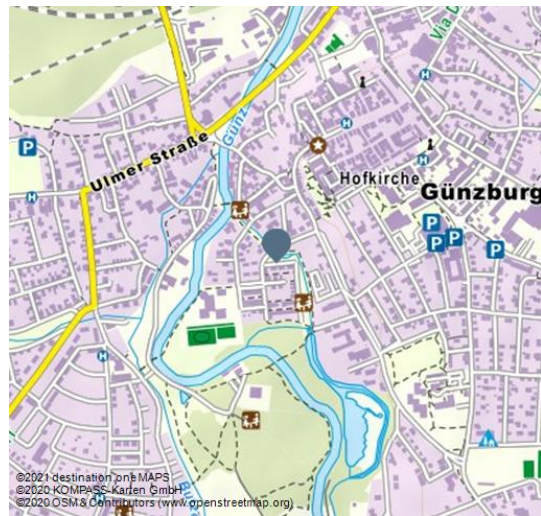 Via D
Günz
Ulmer Straße
Hofkirche
Günzburg
P
P
P
P
P
H
H
H
H
H
©2021 destination.one MAPS
©2020 KOMPASS-Karten GmbH
©2020 OSM & Contributors (www.openstreetmap.org)